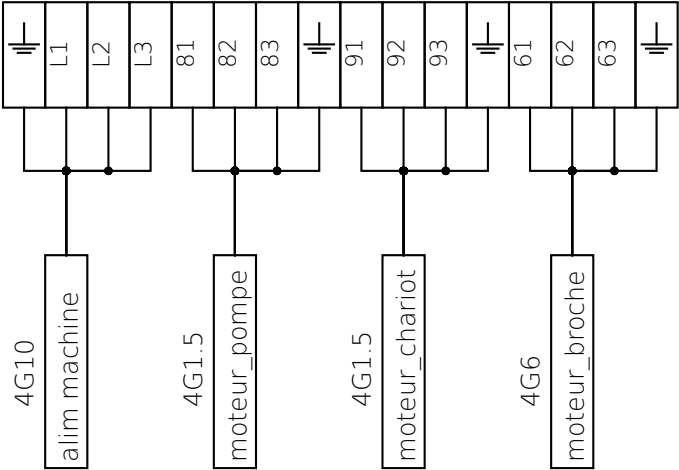 L1
L2
L3
81
82
83
91
92
93
61
62
63
4G10
alim machine
4G1.5
moteur_pompe
4G1.5
moteur_chariot
4G6
moteur_broche